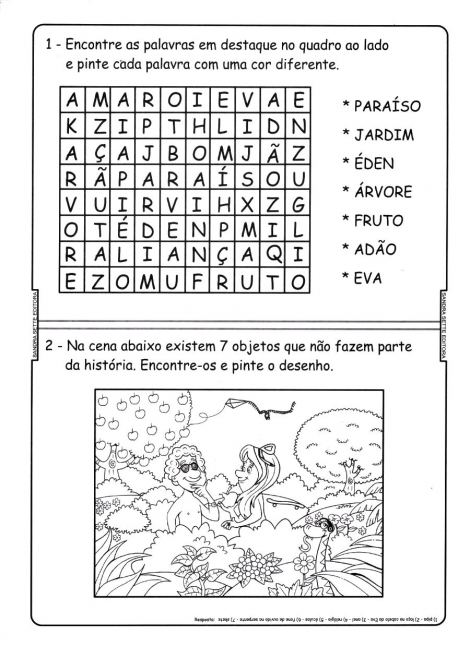 1 - Encontre as palavras em destaque no quadro ao lado
e pinte cada palavra com uma cor diferente.
A M A R O I E V A E
K Z I P T H L I D N
A Ç A J B O M J Ã Z
R Ã P A R A Í S O U
V U I R V I H X Z G
O T É D E N P M I L
R A L I A N Ç A Q I
E Z O M U F R U T O
* PARAÍSO
* JARDIM
* ÉDEN
* ÁRVORE
* FRUTO
* ADÃO
* EVA
SANDRA SETTE EDITORA
SANDRA SETTE EDITORA
2 - Na cena abaixo existem 7 objetos que não fazem parte
da história. Encontre-os e pinte o desenho.